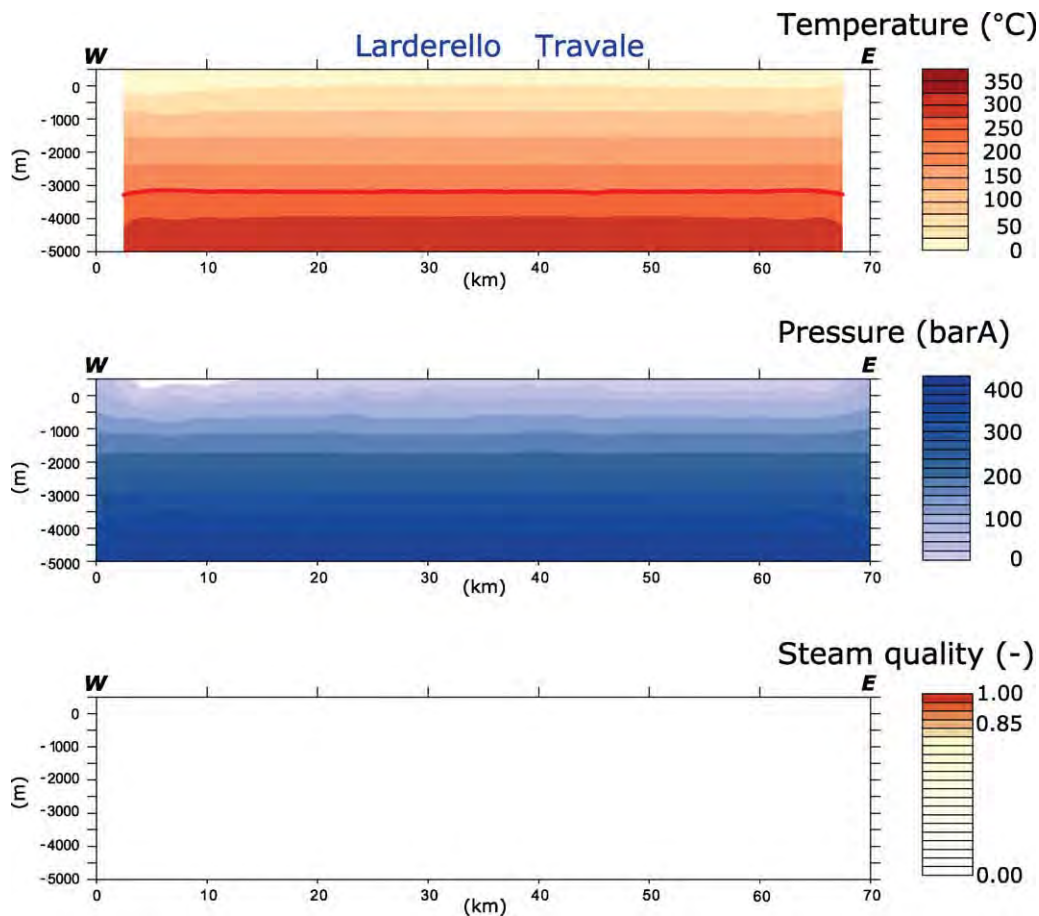 Temperature (°C)
W Larderello Travale E
0
-1000
-2000
-3000
-4000
-5000
(m)
0 10 20 30 40 50 60 70
(km)
350
300
250
200
150
100
50
0
Pressure (barA)
W E
0
-1000
-2000
-3000
-4000
-5000
(m)
0 10 20 30 40 50 60 70
(km)
400
300
200
100
0
Steam quality (-)
W E
0
-1000
-2000
-3000
-4000
-5000
(m)
0 10 20 30 40 50 60 70
(km)
1.00
0.85
0.00